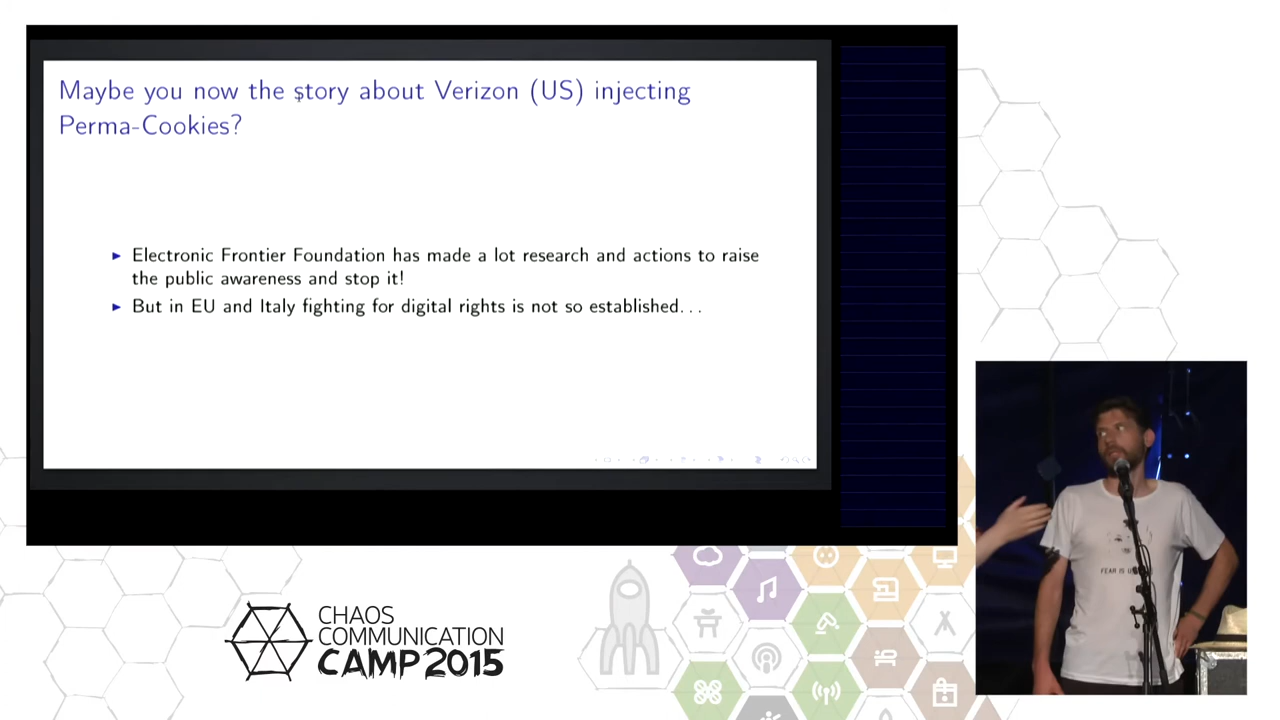 Maybe you now the story about Verizon (US) injecting
Perma-Cookies?
Electronic Frontier Foundation has made a lot research and actions to raise
the public awareness and stop it!
But in EU and Italy fighting for digital rights is not so established...
CHAOS
COMMUNICATION
CAMP 2015
FEAR IS